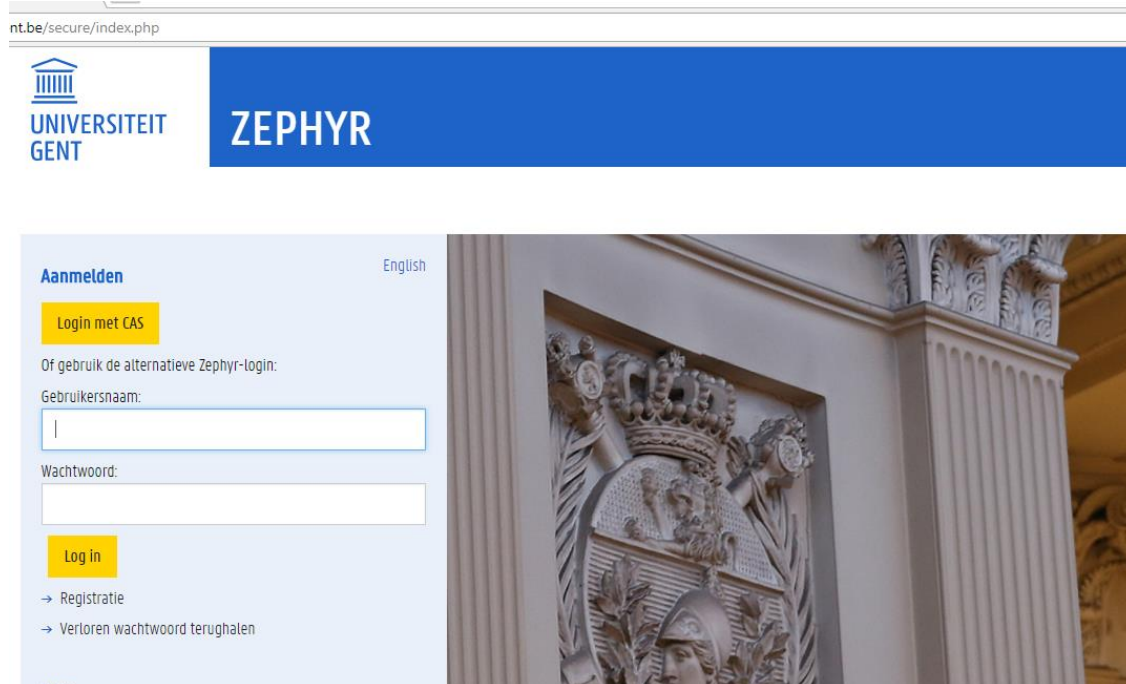 nt.be/secure/index.php
UNIVERSITEIT
GENT
ZEPHYR
Aanmelden
English
Login met CAS
Of gebruik de alternatieve Zephyr-login:
Gebruikersnaam:
Wachtwoord:
Log in
→ Registratie
→ Verloren wachtwoord terughalen